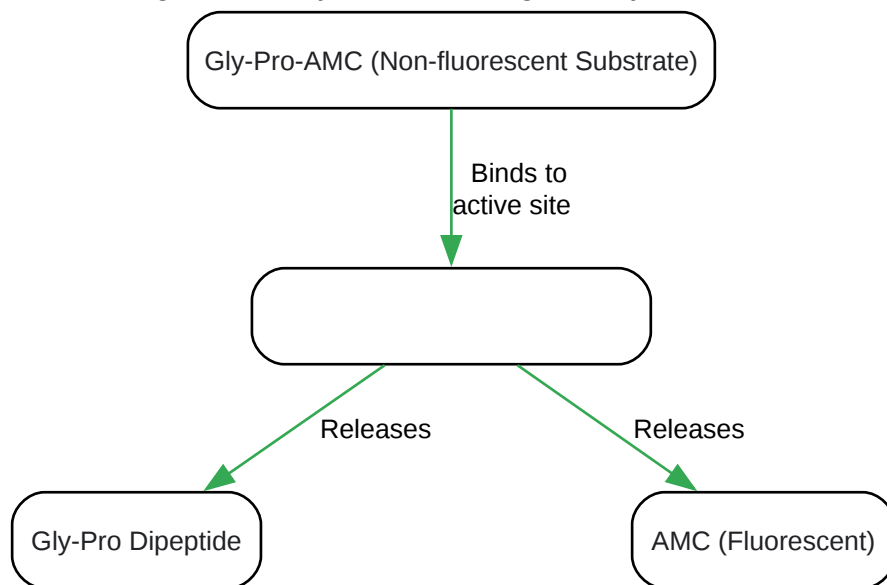 Gly-Pro-AMC (Non-fluorescent Substrate)
Binds to
active site
Releases
Releases
Gly-Pro Dipeptide
AMC (Fluorescent)